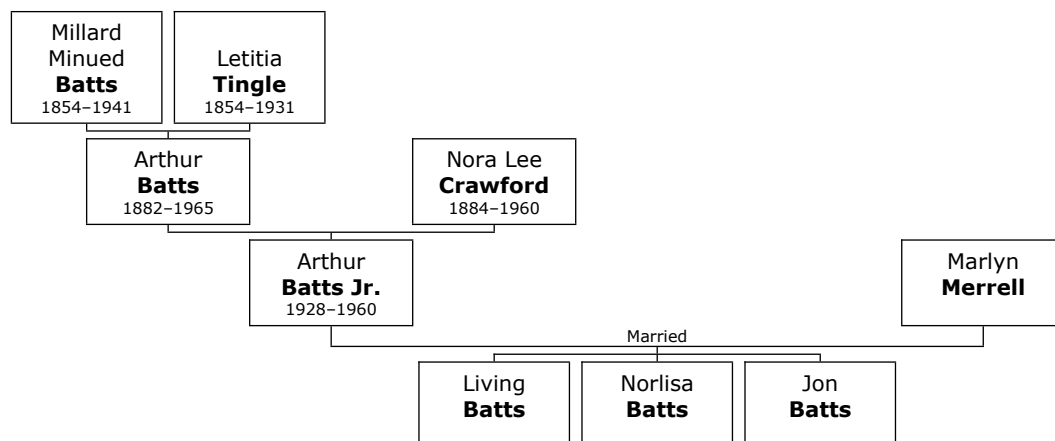 Millard
Minued
Batts
1854–1941
Letitia
Tingle
1854–1931
Arthur
Batts
1882–1965
Nora Lee
Crawford
1884–1960
Arthur
Batts Jr.
1928–1960
Marlyn
Merrell
Married
Living
Batts
Norlisa
Batts
Jon
Batts